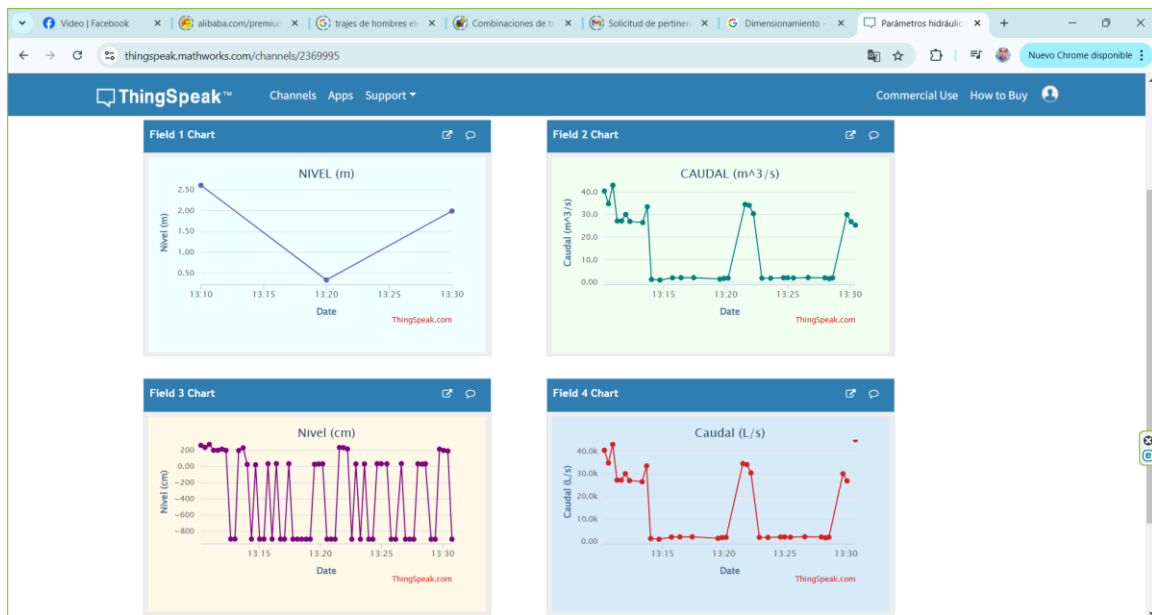 Video | Facebook
alibaba.com/premium
trajes de hombres ele
Combinaciones de tr
Solicitud de pertinen
Dimensionamiento -
Parámetros hidráulic
thingspeak.mathworks.com/channels/2369995
Nuevo Chrome disponible
ThingSpeak™
Channels Apps Support
Commercial Use How to Buy
Field 1 Chart
NIVEL (m)
Nivel (m)
2.50
2.00
1.50
1.00
0.50
13:10 13:15 13:20 13:25 13:30
Date
ThingSpeak.com
Field 2 Chart
CAUDAL (m^3/s)
Caudal (m^3/s)
40.0
30.0
20.0
10.0
0.00
13:15 13:20 13:25 13:30
Date
ThingSpeak.com
Field 3 Chart
Nivel (cm)
Nivel (cm)
200
0.00
−200
−400
−600
−800
13:15 13:20 13:25 13:30
Date
ThingSpeak.com
Field 4 Chart
Caudal (L/s)
Caudal (L/s)
40.0k
30.0k
20.0k
10.0k
0.00
13:15 13:20 13:25 13:30
Date
ThingSpeak.com